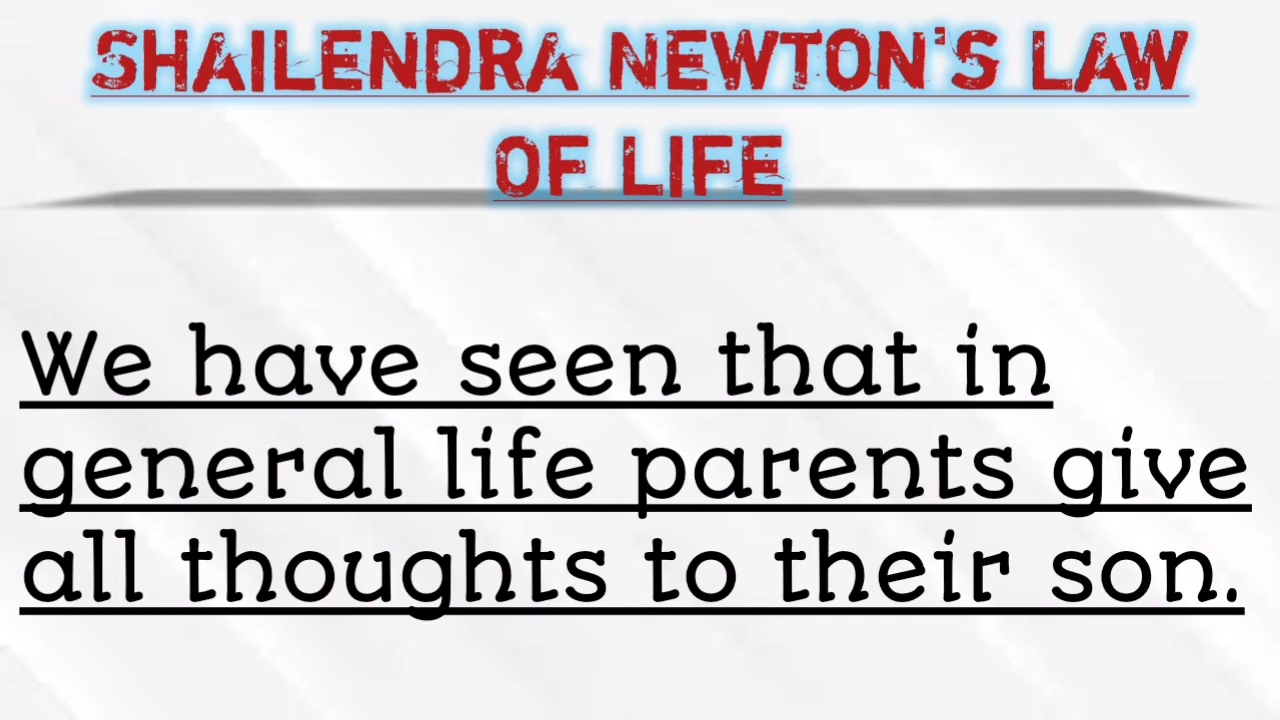 SHAILENDRA NEWTON'S LAW
OF LIFE
We have seen that in
general life parents give
all thoughts to their son.